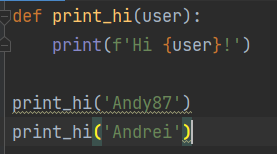 def print_hi(user):
    print(f'Hi {user}!')
print_hi('Andy87')
print_hi('Andrei')